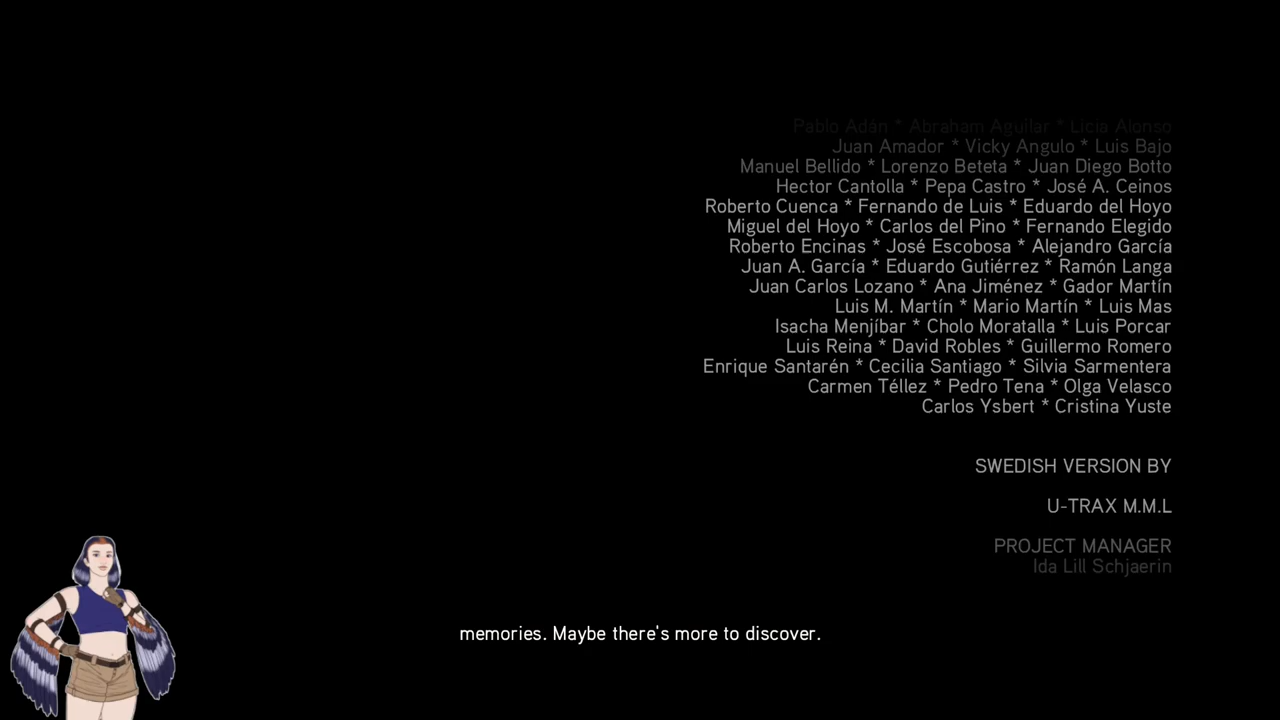 Pablo Adán * Abraham Aguilar * Licia Alonso
Juan Amador * Vicky Angulo * Luis Bajo
Manuel Bellido * Lorenzo Beteta * Juan Diego Botto
Hector Cantolla * Pepa Castro * José A. Ceinos
Roberto Cuenca * Fernando de Luis * Eduardo del Hoyo
Miguel del Hoyo * Carlos del Pino * Fernando Elegido
Roberto Encinas * José Escobosa * Alejandro García
Juan A. García * Eduardo Gutiérrez * Ramón Langa
Juan Carlos Lozano * Ana Jiménez * Gador Martín
Luis M. Martín * Mario Martín * Luis Mas
Isacha Menjíbar * Cholo Moratalla * Luis Porcar
Luis Reina * David Robles * Guillermo Romero
Enrique Santarén * Cecilia Santiago * Silvia Sarmentera
Carmen Téllez * Pedro Tena * Olga Velasco
Carlos Ysbert * Cristina Yuste
SWEDISH VERSION BY
U-TRAX M.M.L
PROJECT MANAGER
Ida Lill Schjaerin
memories. Maybe there's more to discover.